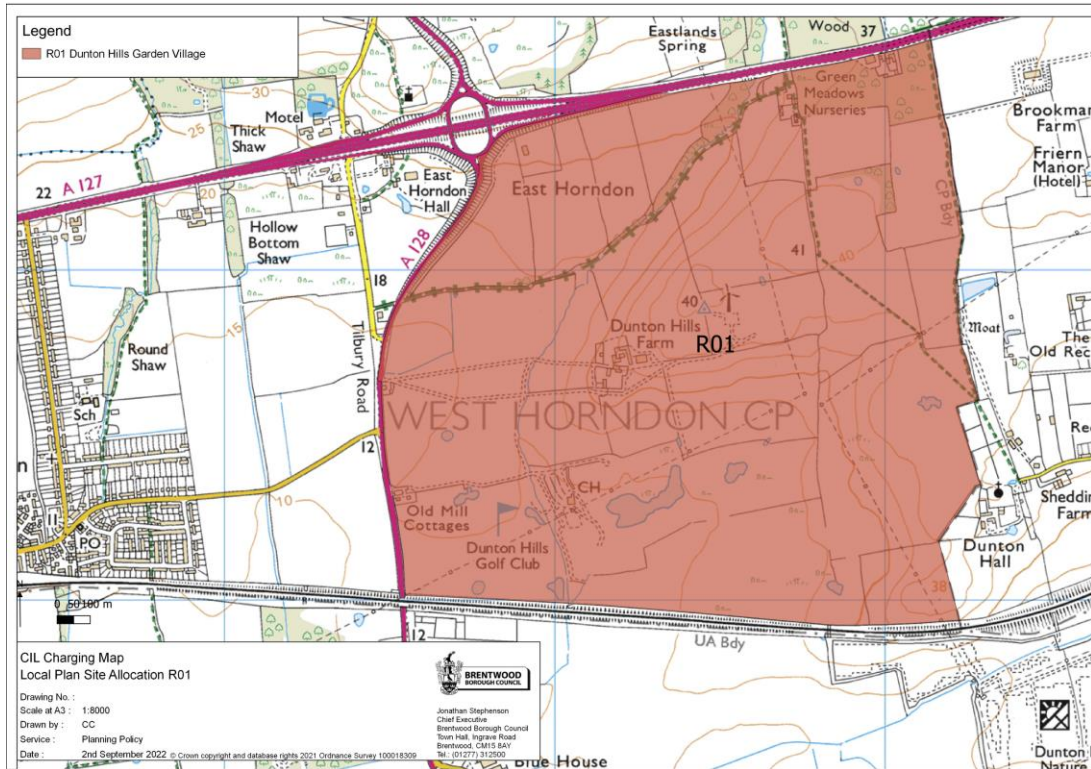 Legend
R01 Dunton Hills Garden Village
Eastlands
Spring
Wood
37
Green
Meadows
Nurseries
Brookman
Farm
Friern
Manor
(Hotel)
30
25
Motel
Thick
Shaw
22
A 127
20
East
Horndon
Hall
East Horndon
CP Bdy
Hollow
Bottom
Shaw
A 128
18
41
40
15
40
Moat
Dunton Hills
Farm
R01
The
Old Rec
Round
Shaw
Tilbury Road
Sch
WEST HORNDON CP
Rec
12
n
10
CH
Old Mill
Cottages
Shedding
Farm
11
PO
Dunton Hills
Golf Club
Dunton
Hall
38
0 50 100 m
12
UA Bdy
CIL Charging Map
Local Plan Site Allocation R01
Drawing No. :
Scale at A3 : 1:8000
Drawn by : CC
Service : Planning Policy
Date : 2nd September 2022
© Crown copyright and database rights 2021 Ordnance Survey 100018309
BRENTWOOD
BOROUGH COUNCIL
Jonathan Stephenson
Chief Executive
Brentwood Borough Council
Town Hall, Ingrave Road
Brentwood, CM15 8AY
Tel.: (01277) 312500
Blue House
Dunton
Nature